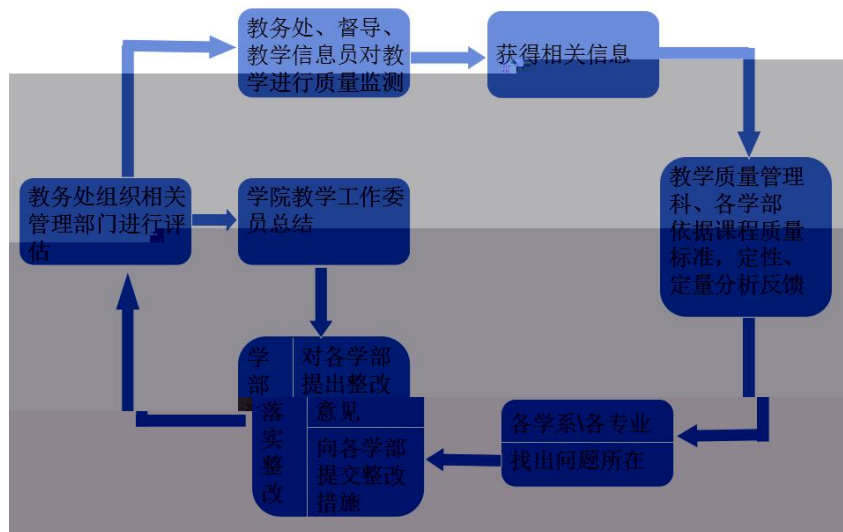 教务处、督导、
教学信息员对教
学进行质量监测
获得相关信息
教务处组织相关
管理部门进行评
估
学院教学工作委
员总结
教学质量管理
科、各学部
依据课程质量
标准，定性、
定量分析反馈
学
部
落
实
整
改
对各学部
提出整改
意见
向各学部
提交整改
措施
各学系\各专业
找出问题所在